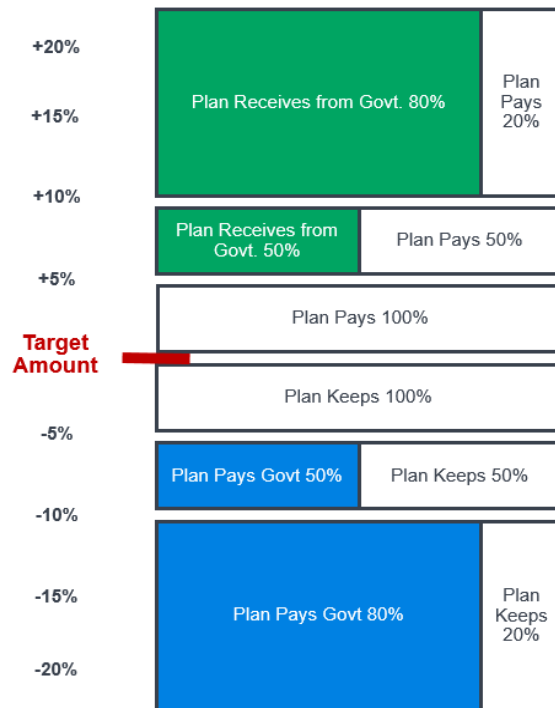 +20%
+15%
+10%
+5%
Target
Amount
-5%
-10%
-15%
-20%
Plan Receives from Govt. 80%
Plan
Pays
20%
Plan Receives from
Govt. 50%
Plan Pays 50%
Plan Pays 100%
Plan Keeps 100%
Plan Pays Govt 50%
Plan Keeps 50%
Plan Pays Govt 80%
Plan
Keeps
20%